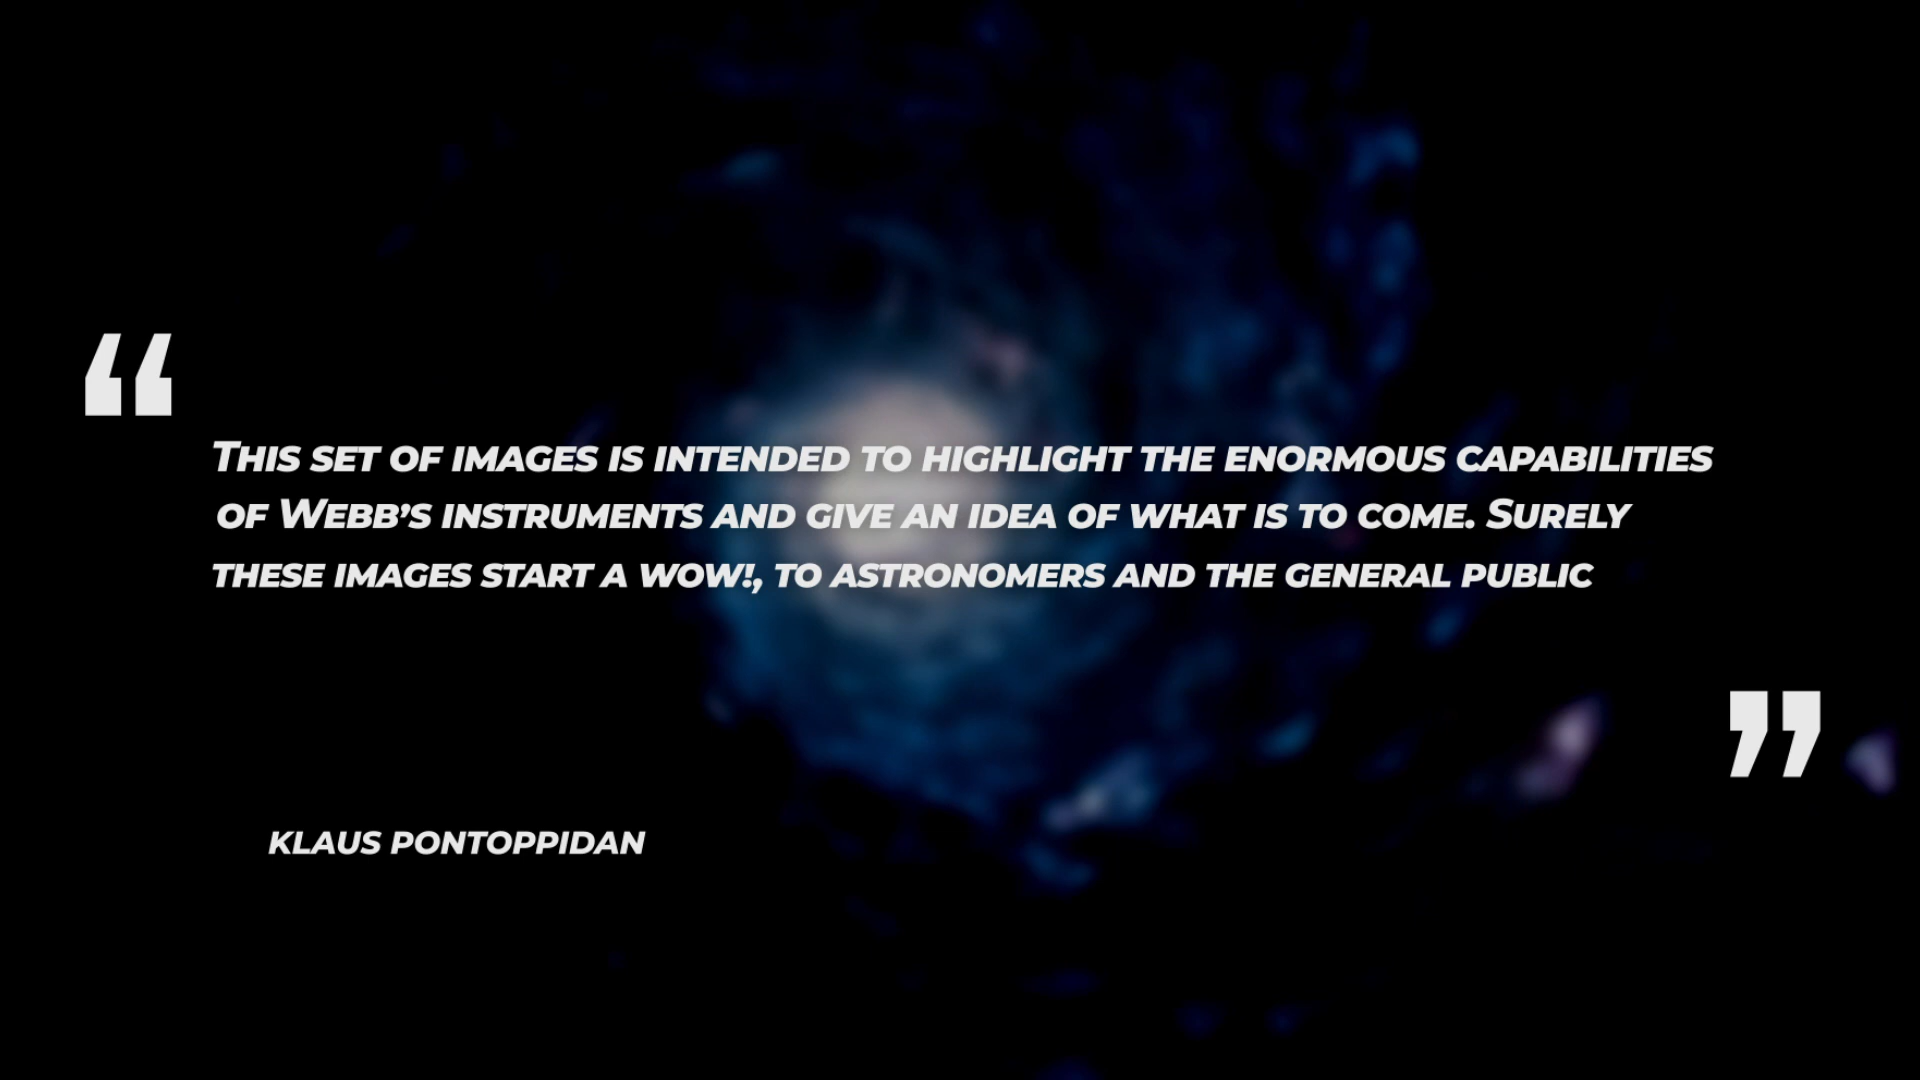 “
This set of images is intended to highlight the enormous capabilities
of Webb’s instruments and give an idea of what is to come. Surely
these images start a wow!, to astronomers and the general public
”
KLAUS PONTOPPIDAN